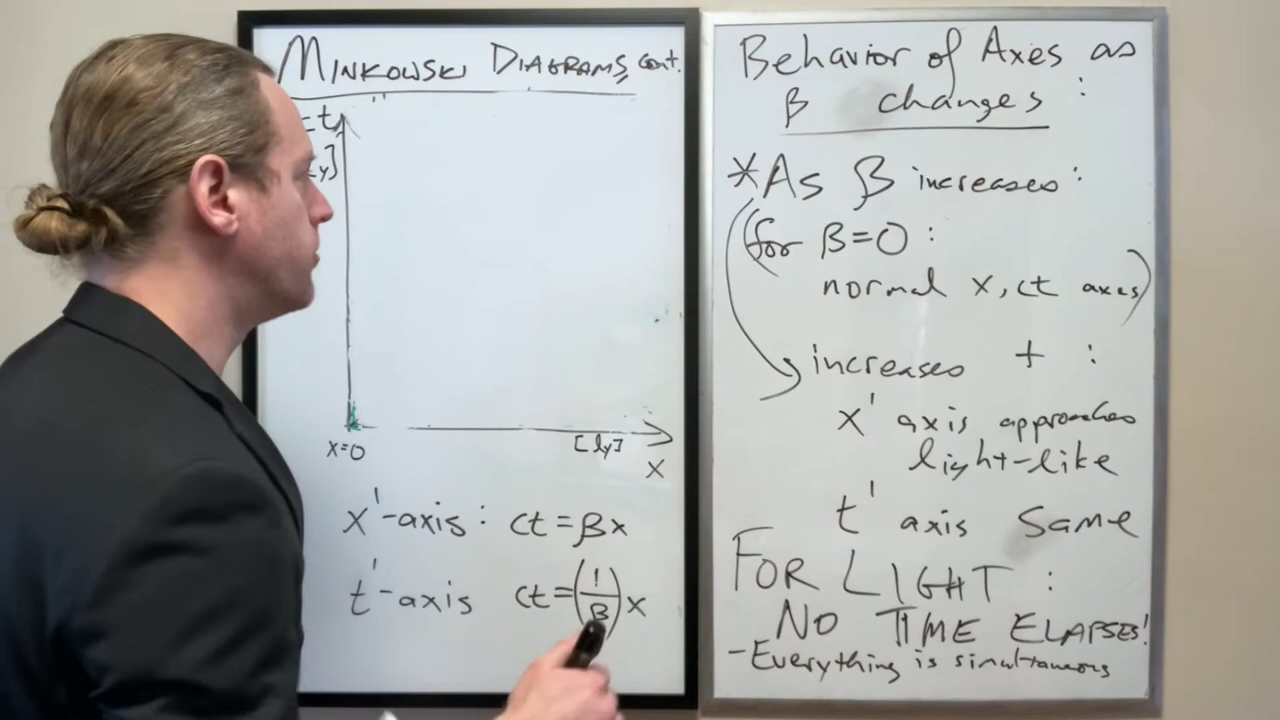 MINKOWSKI DIAGRAMS, cont.
ct
ly]
[ly]
x=0
x
x'-axis: ct=βx
t'-axis ct=(1/β)x
Behavior of Axes as
β changes:
*As β increases:
(for β=0:
normal x, ct axes)
increases + :
x' axis approaches
light-like
t' axis same
FOR LIGHT:
NO TIME ELAPSES!
-Everything is simultaneous